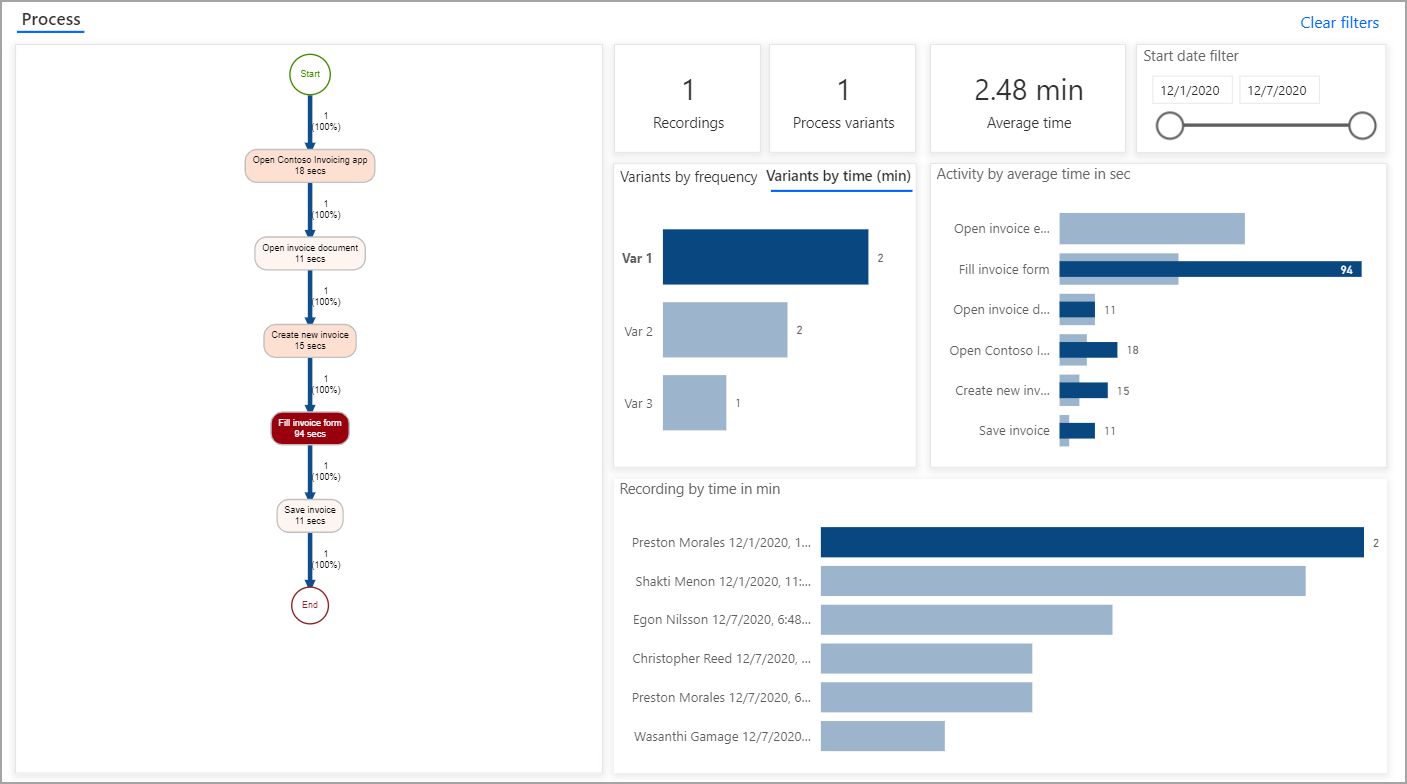 Process
Clear filters
Start
1
(100%)
Open Contoso Invoicing app
18 secs
1
(100%)
Open invoice document
11 secs
1
(100%)
Create new invoice
15 secs
1
(100%)
Fill invoice form
94 secs
1
(100%)
Save invoice
11 secs
1
(100%)
End
1
Recordings
1
Process variants
2.48 min
Average time
Start date filter
12/1/2020
12/7/2020
Variants by frequency
Variants by time (min)
Var 1
2
Var 2
2
Var 3
1
Activity by average time in sec
Open invoice e...
Fill invoice form
94
Open invoice d...
11
Open Contoso I...
18
Create new inv...
15
Save invoice
11
Recording by time in min
Preston Morales 12/1/2020, 1...
2
Shakti Menon 12/1/2020, 11:...
Egon Nilsson 12/7/2020, 6:48...
Christopher Reed 12/7/2020, ...
Preston Morales 12/7/2020, 6...
Wasanthi Gamage 12/7/2020...